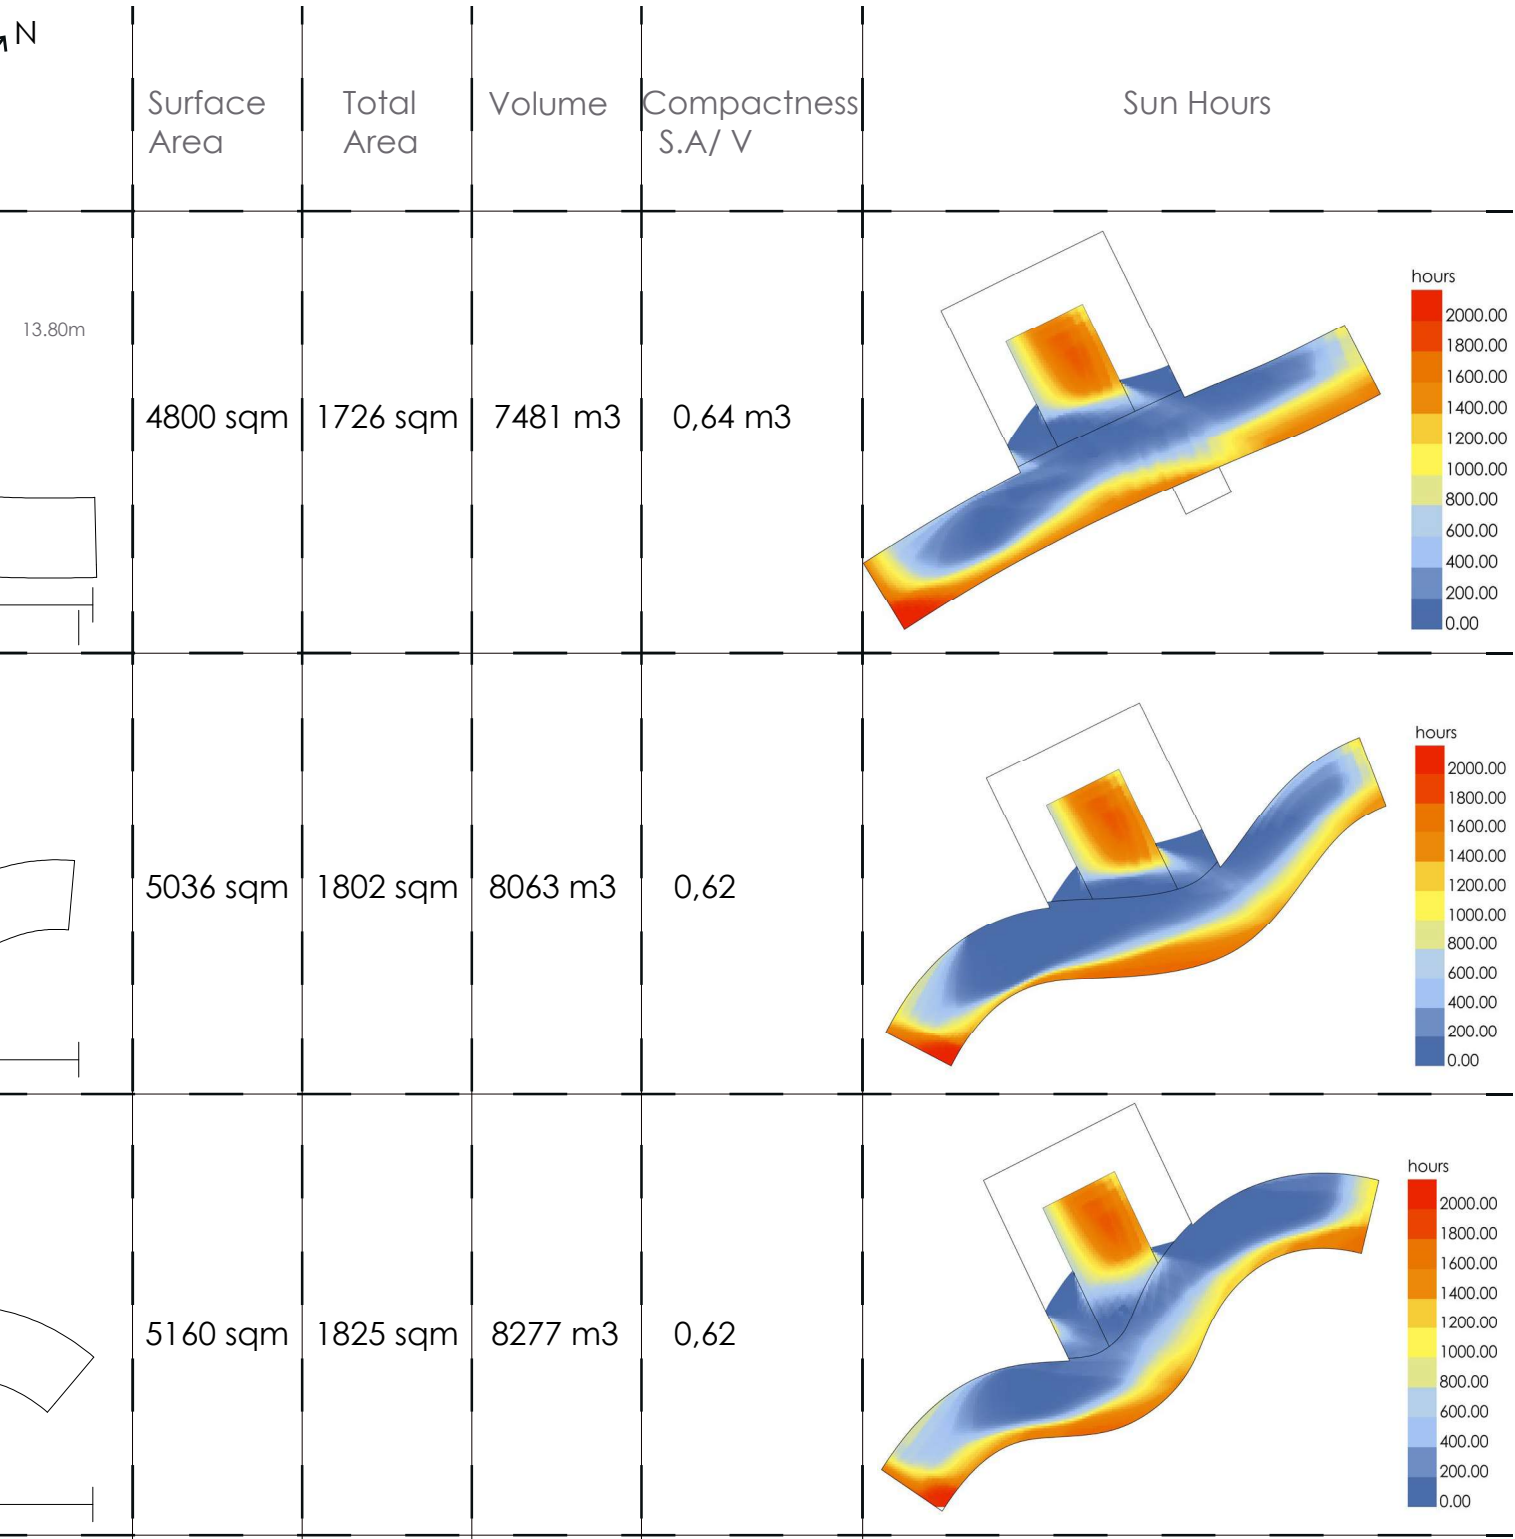 N
Surface
Area
Total
Area
Volume
Compactness
S.A/ V
Sun Hours
13.80m
4800 sqm
1726 sqm
7481 m3
0,64 m3
hours
2000.00
1800.00
1600.00
1400.00
1200.00
1000.00
800.00
600.00
400.00
200.00
0.00
5036 sqm
1802 sqm
8063 m3
0,62
hours
2000.00
1800.00
1600.00
1400.00
1200.00
1000.00
800.00
600.00
400.00
200.00
0.00
5160 sqm
1825 sqm
8277 m3
0,62
hours
2000.00
1800.00
1600.00
1400.00
1200.00
1000.00
800.00
600.00
400.00
200.00
0.00